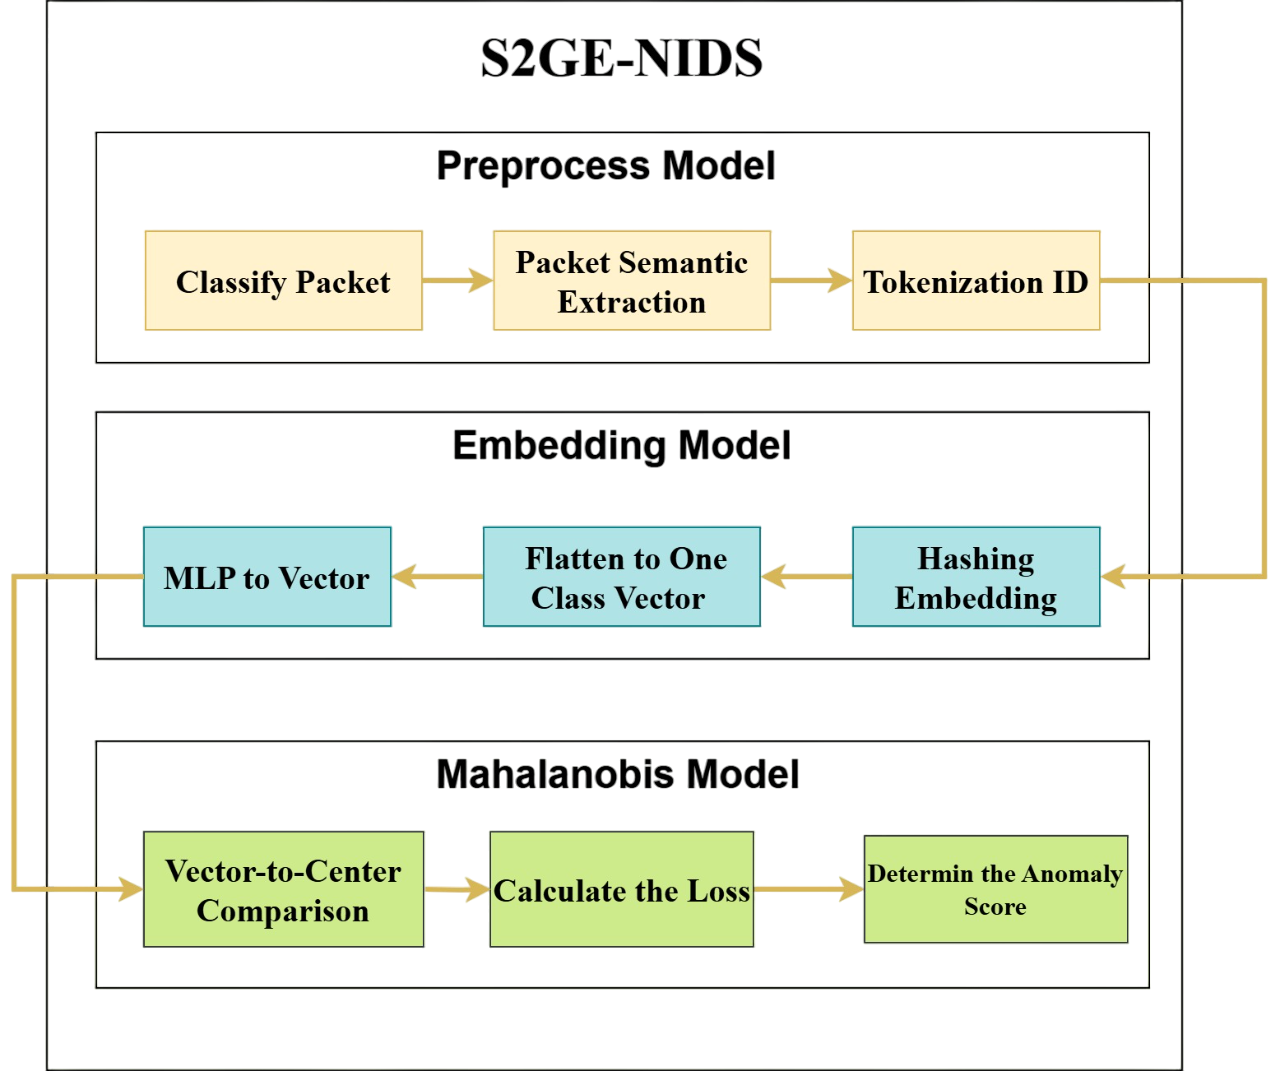 S2GE-NIDS
Preprocess Model
Classify Packet
Packet Semantic
Extraction
Tokenization ID
Embedding Model
MLP to Vector
Flatten to One
Class Vector
Hashing
Embedding
Mahalanobis Model
Vector-to-Center
Comparison
Calculate the Loss
Determin the Anomaly
Score